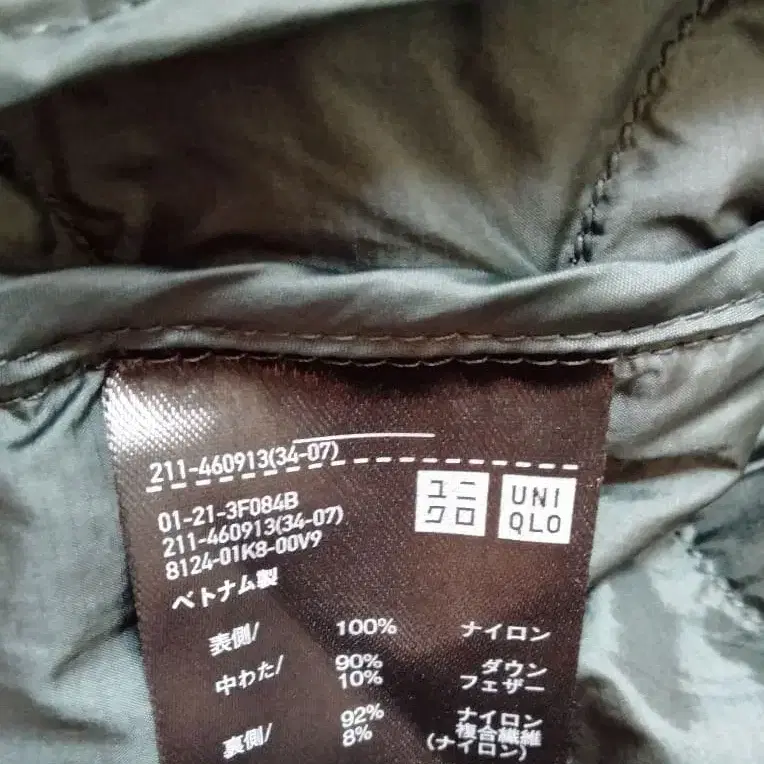 211-460913(34-07)
ユニ
クロ
UNI
QLO
01-21-3F084B
211-460913(34-07)
8124-01K8-00V9
ベトナム製
表側/ 100% ナイロン
中わた/ 90% ダウン
10% フェザー
裏側/ 92% ナイロン
8% 複合繊維
(ナイロン)